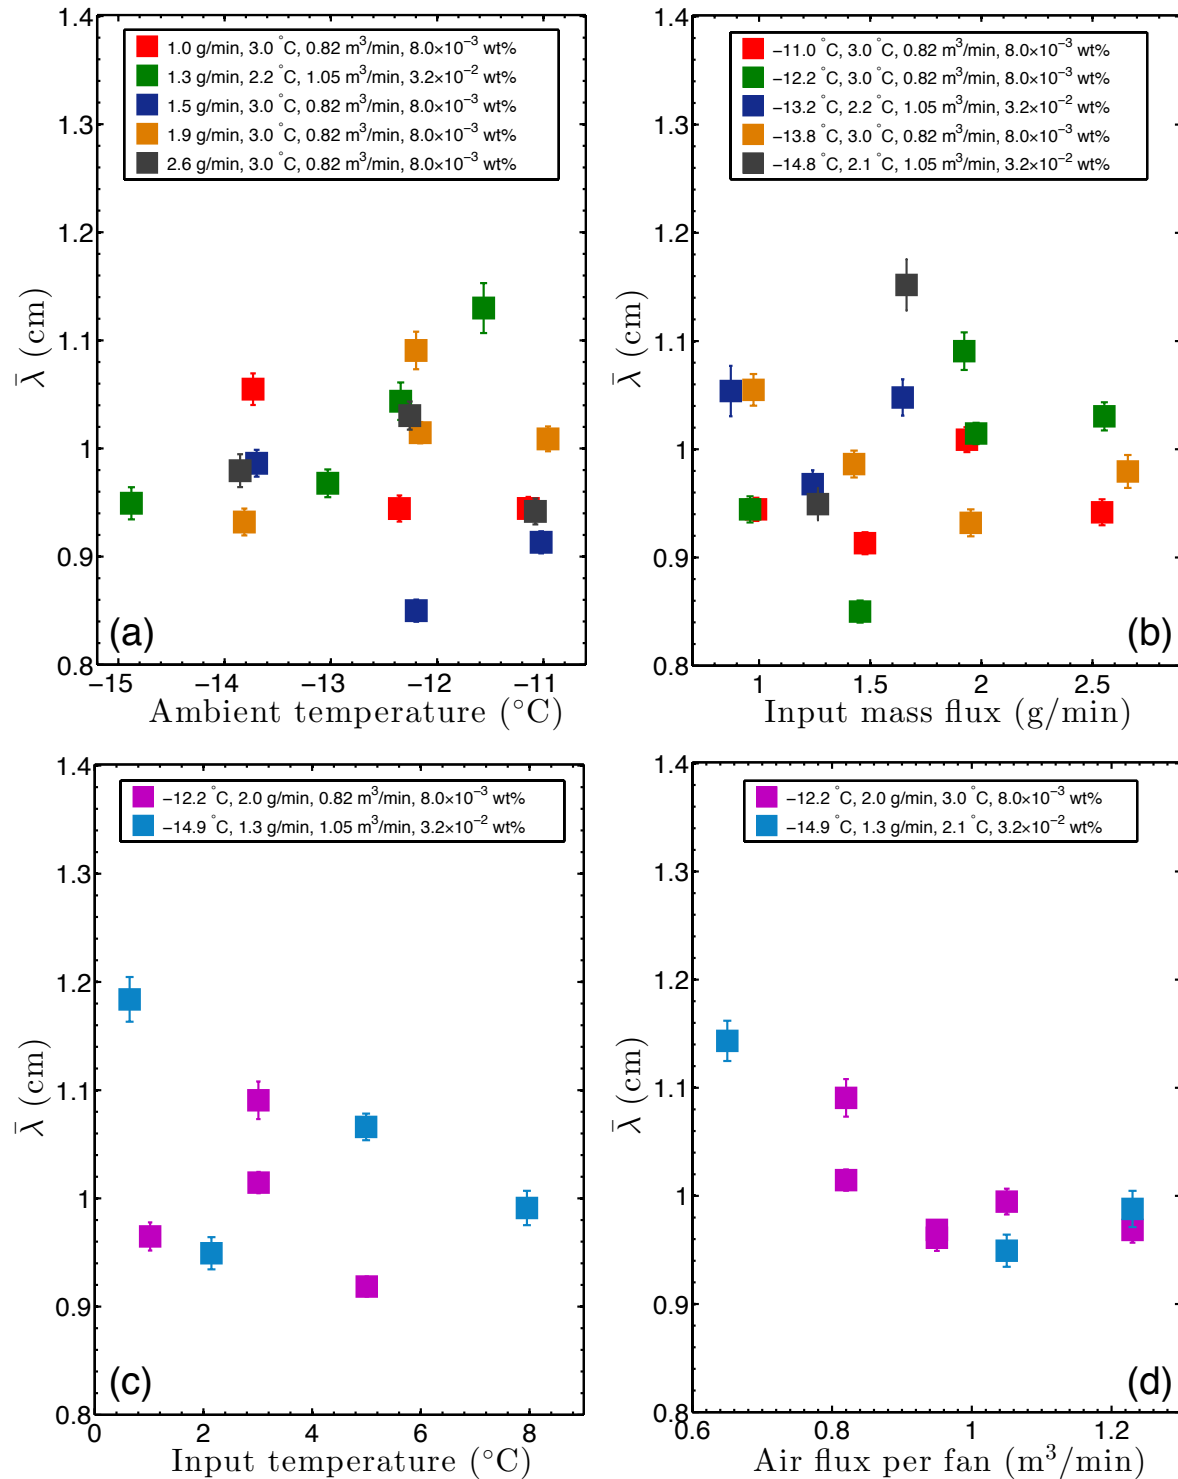 1.4
1.3
1.2
1.1
1
0.9
0.8
λ̄ (cm)
1.0 g/min, 3.0 °C, 0.82 m³/min, 8.0×10⁻³ wt%
1.3 g/min, 2.2 °C, 1.05 m³/min, 3.2×10⁻² wt%
1.5 g/min, 3.0 °C, 0.82 m³/min, 8.0×10⁻³ wt%
1.9 g/min, 3.0 °C, 0.82 m³/min, 8.0×10⁻³ wt%
2.6 g/min, 3.0 °C, 0.82 m³/min, 8.0×10⁻³ wt%
(a)
−15 −14 −13 −12 −11
Ambient temperature (°C)
1.4
1.3
1.2
1.1
1
0.9
0.8
λ̄ (cm)
−11.0 °C, 3.0 °C, 0.82 m³/min, 8.0×10⁻³ wt%
−12.2 °C, 3.0 °C, 0.82 m³/min, 8.0×10⁻³ wt%
−13.2 °C, 2.2 °C, 1.05 m³/min, 3.2×10⁻² wt%
−13.8 °C, 3.0 °C, 0.82 m³/min, 8.0×10⁻³ wt%
−14.8 °C, 2.1 °C, 1.05 m³/min, 3.2×10⁻² wt%
(b)
1 1.5 2 2.5
Input mass flux (g/min)
1.4
1.3
1.2
1.1
1
0.9
0.8
λ̄ (cm)
−12.2 °C, 2.0 g/min, 0.82 m³/min, 8.0×10⁻³ wt%
−14.9 °C, 1.3 g/min, 1.05 m³/min, 3.2×10⁻² wt%
(c)
0 2 4 6 8
Input temperature (°C)
1.4
1.3
1.2
1.1
1
0.9
0.8
λ̄ (cm)
−12.2 °C, 2.0 g/min, 3.0 °C, 8.0×10⁻³ wt%
−14.9 °C, 1.3 g/min, 2.1 °C, 3.2×10⁻² wt%
(d)
0.6 0.8 1 1.2
Air flux per fan (m³/min)